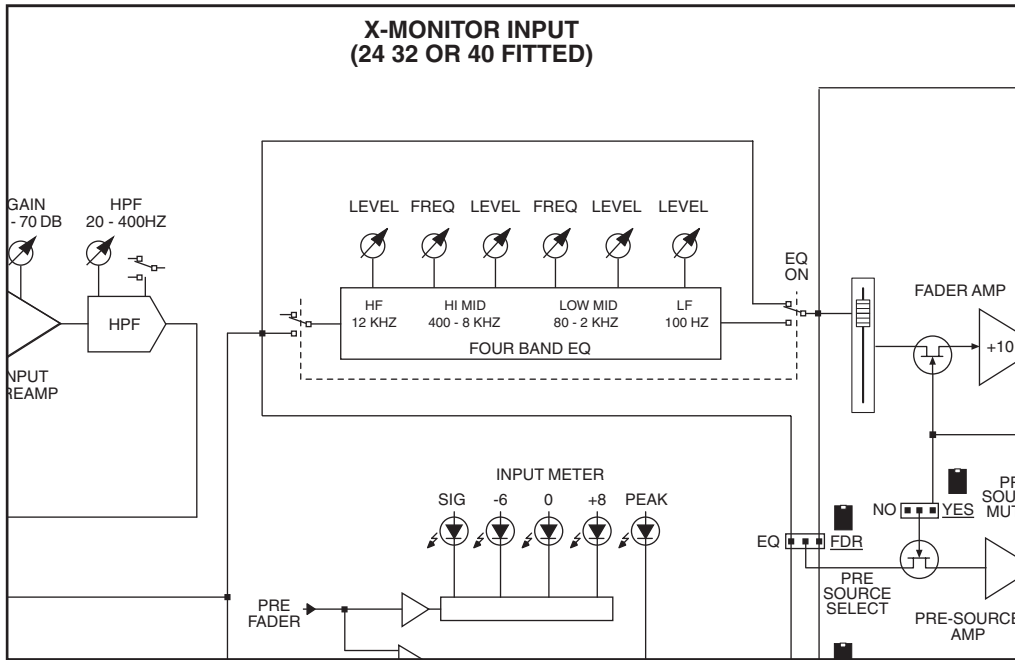 X-MONITOR INPUT
(24 32 OR 40 FITTED)
GAIN
- 70 DB
HPF
20 - 400HZ
LEVEL FREQ LEVEL FREQ LEVEL LEVEL
EQ
ON
HF
12 KHZ
HI MID
400 - 8 KHZ
LOW MID
80 - 2 KHZ
LF
100 HZ
FOUR BAND EQ
HPF
NPUT
REAMP
FADER AMP
+10
INPUT METER
SIG -6 0 +8 PEAK
PRE
FADER
EQ FDR
NO YES
PR
SOU
MUT
PRE
SOURCE
SELECT
PRE-SOURCE
AMP